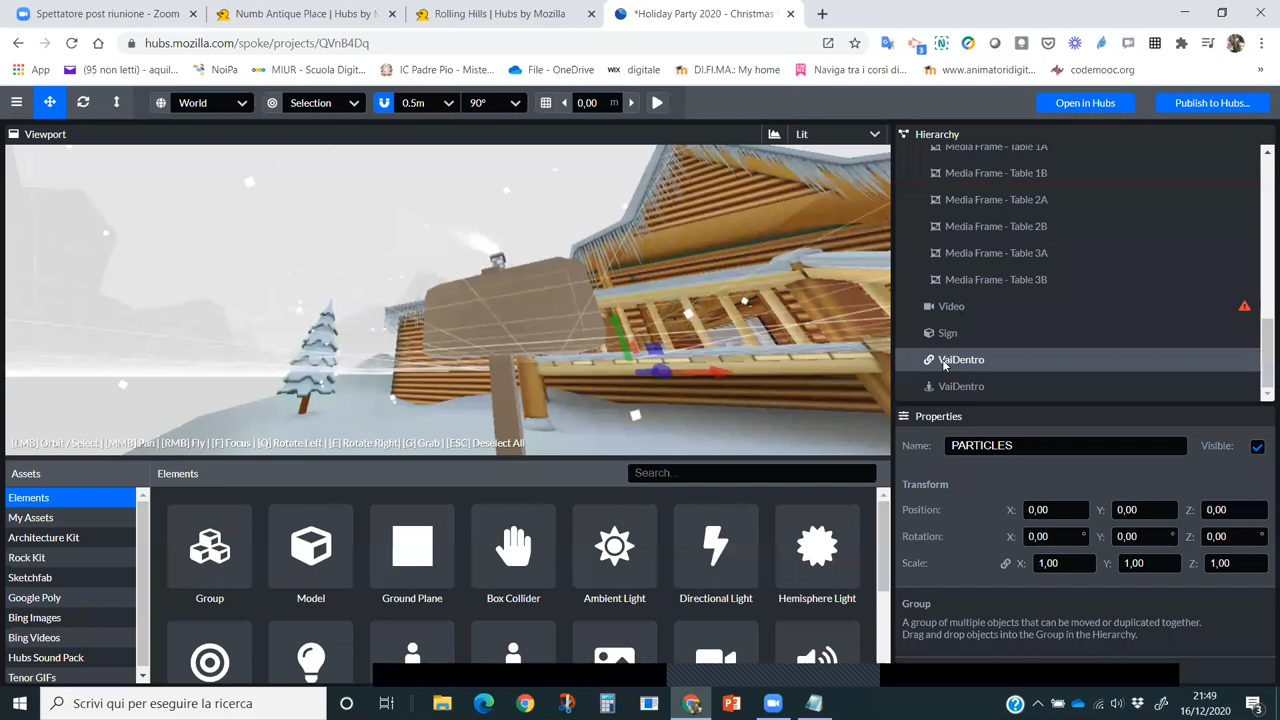 Spettatore post riunione - Zoom
Numb Antique Place | Hubs by M
Rolling Hills | Hubs by Mozilla
*Holiday Party 2020 - Christmas
hubs.mozilla.com/spoke/projects/QVnB4Dq
App
(95 non letti) - aquil...
NoiPa
MIUR - Scuola Digit...
IC Padre Pio - Miste...
File - OneDrive
WIX digitale
DI.FI.MA.: My home
Naviga tra i corsi di...
www.animatoridigit...
codemooc.org
»
World
Selection
0.5m
90°
0,00 m
Open in Hubs
Publish to Hubs...
Viewport
Lit
[LMB] Orbit / Select | [MMB] Pan | [RMB] Fly | [F] Focus | [Q] Rotate Left | [E] Rotate Right| [G] Grab | [ESC] Deselect All
Hierarchy
Media Frame - Table 1A
Media Frame - Table 1B
Media Frame - Table 2A
Media Frame - Table 2B
Media Frame - Table 3A
Media Frame - Table 3B
Video
Sign
VaiDentro
VaiDentro
Properties
Name: PARTICLES Visible:
Transform
Position: X: 0,00 Y: 0,00 Z: 0,00
Rotation: X: 0,00 ° Y: 0,00 ° Z: 0,00 °
Scale: X: 1,00 Y: 1,00 Z: 1,00
Group
A group of multiple objects that can be moved or duplicated together.
Drag and drop objects into the Group in the Hierarchy.
Assets
Elements
My Assets
Architecture Kit
Rock Kit
Sketchfab
Google Poly
Bing Images
Bing Videos
Hubs Sound Pack
Tenor GIFs
Elements
Search...
Group
Model
Ground Plane
Box Collider
Ambient Light
Directional Light
Hemisphere Light
Scrivi qui per eseguire la ricerca
21:49
16/12/2020
3